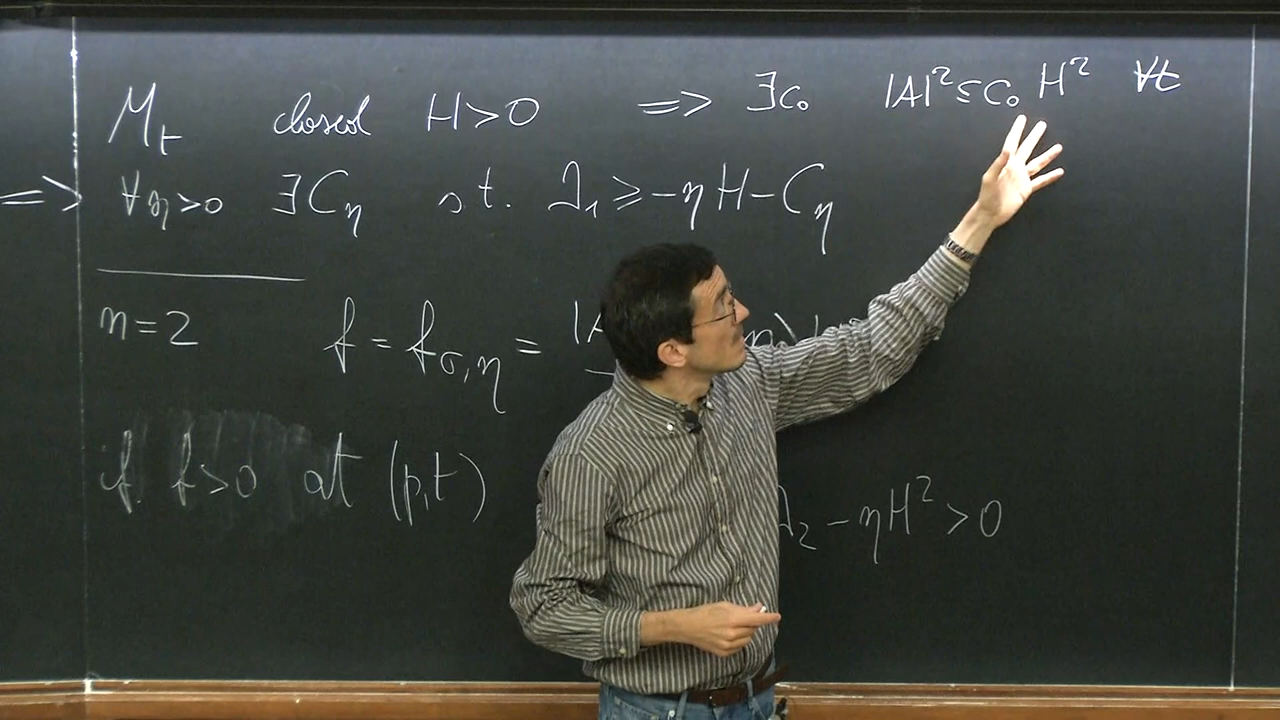 M_t closed H>0 => ∃C₀ |A|² ≤ C₀ H² ∀t
=> ∀η>0 ∃C_η s.t. λ₁ ≥ -ηH - C_η
n=2 f = f_{σ,η} = |A
if f>0 at (p,t) λ₂ - ηH² > 0